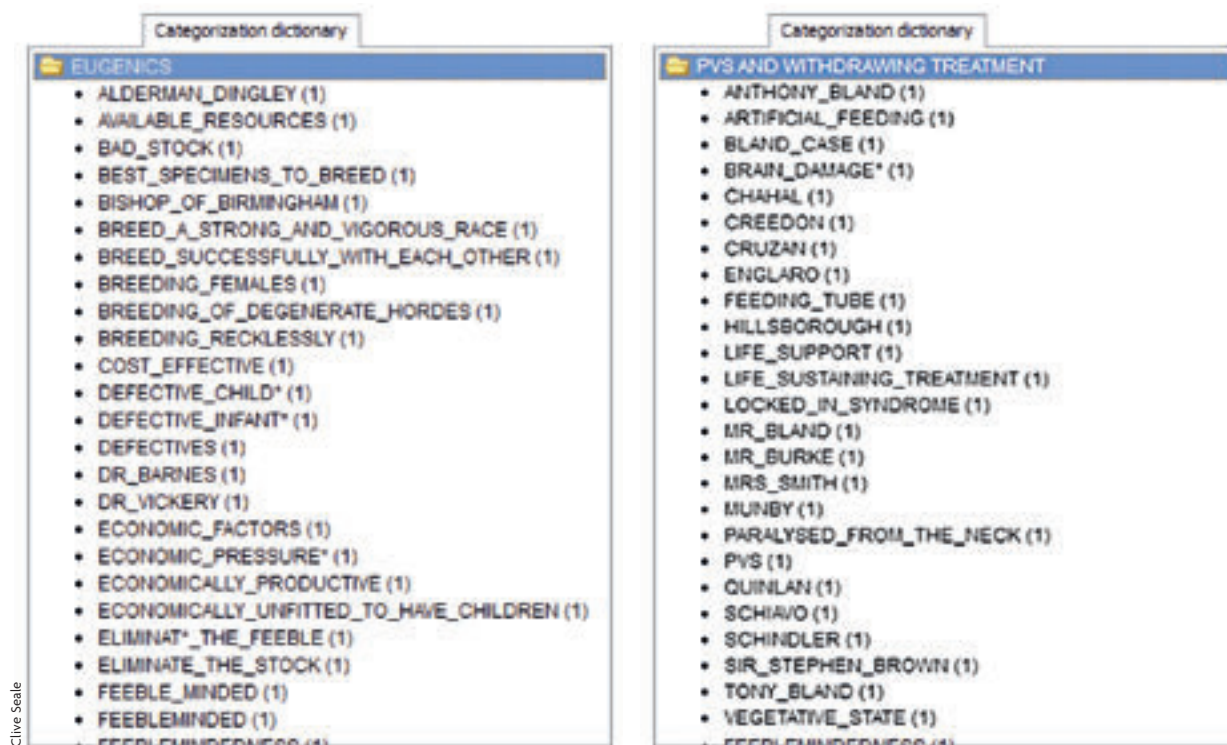 Categorization dictionary
EUGENICS
ALDERMAN_DINGLEY (1)
AVAILABLE_RESOURCES (1)
BAD_STOCK (1)
BEST_SPECIMENS_TO_BREED (1)
BISHOP_OF_BIRMINGHAM (1)
BREED_A_STRONG_AND_VIGOROUS_RACE (1)
BREED_SUCCESSFULLY_WITH_EACH_OTHER (1)
BREEDING_FEMALES (1)
BREEDING_OF_DEGENERATE_HORDES (1)
BREEDING_RECKLESSLY (1)
COST_EFFECTIVE (1)
DEFECTIVE_CHILD* (1)
DEFECTIVE_INFANT* (1)
DEFECTIVES (1)
DR_BARNES (1)
DR_VICKERY (1)
ECONOMIC_FACTORS (1)
ECONOMIC_PRESSURE* (1)
ECONOMICALLY_PRODUCTIVE (1)
ECONOMICALLY_UNFITTED_TO_HAVE_CHILDREN (1)
ELIMINAT*_THE_FEEBLE (1)
ELIMINATE_THE_STOCK (1)
FEEBLE_MINDED (1)
FEEBLEMINDED (1)
FEEBLEMINDEDNESS (1)
Categorization dictionary
PVS AND WITHDRAWING TREATMENT
ANTHONY_BLAND (1)
ARTIFICIAL_FEEDING (1)
BLAND_CASE (1)
BRAIN_DAMAGE* (1)
CHAHAL (1)
CREEDON (1)
CRUZAN (1)
ENGLARO (1)
FEEDING_TUBE (1)
HILLSBOROUGH (1)
LIFE_SUPPORT (1)
LIFE_SUSTAINING_TREATMENT (1)
LOCKED_IN_SYNDROME (1)
MR_BLAND (1)
MR_BURKE (1)
MRS_SMITH (1)
MUNBY (1)
PARALYSED_FROM_THE_NECK (1)
PVS (1)
QUINLAN (1)
SCHIAVO (1)
SCHINDLER (1)
SIR_STEPHEN_BROWN (1)
TONY_BLAND (1)
VEGETATIVE_STATE (1)
FEEBLEMINDEDNESS (1)
Clive Seale